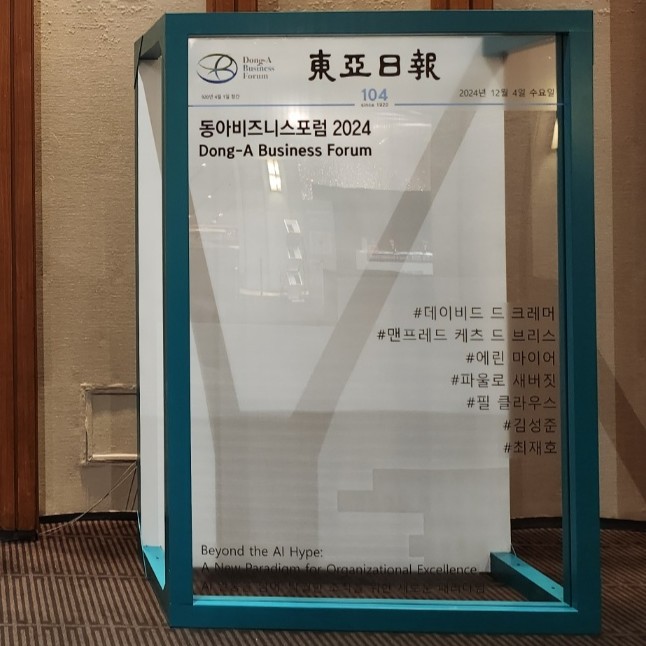 Dong-A
Business
Forum
東亞日報
104
since 1920
2024년 12월 4일 수요일
동아비즈니스포럼 2024
Dong-A Business Forum
#데이비드 드 크레머
#맨프레드 케츠 드 브리스
#에린 마이어
#파울로 새버짓
#필 클라우스
#김성준
#최재호
Beyond the AI Hype:
A New Paradigm for Organizational Excellence